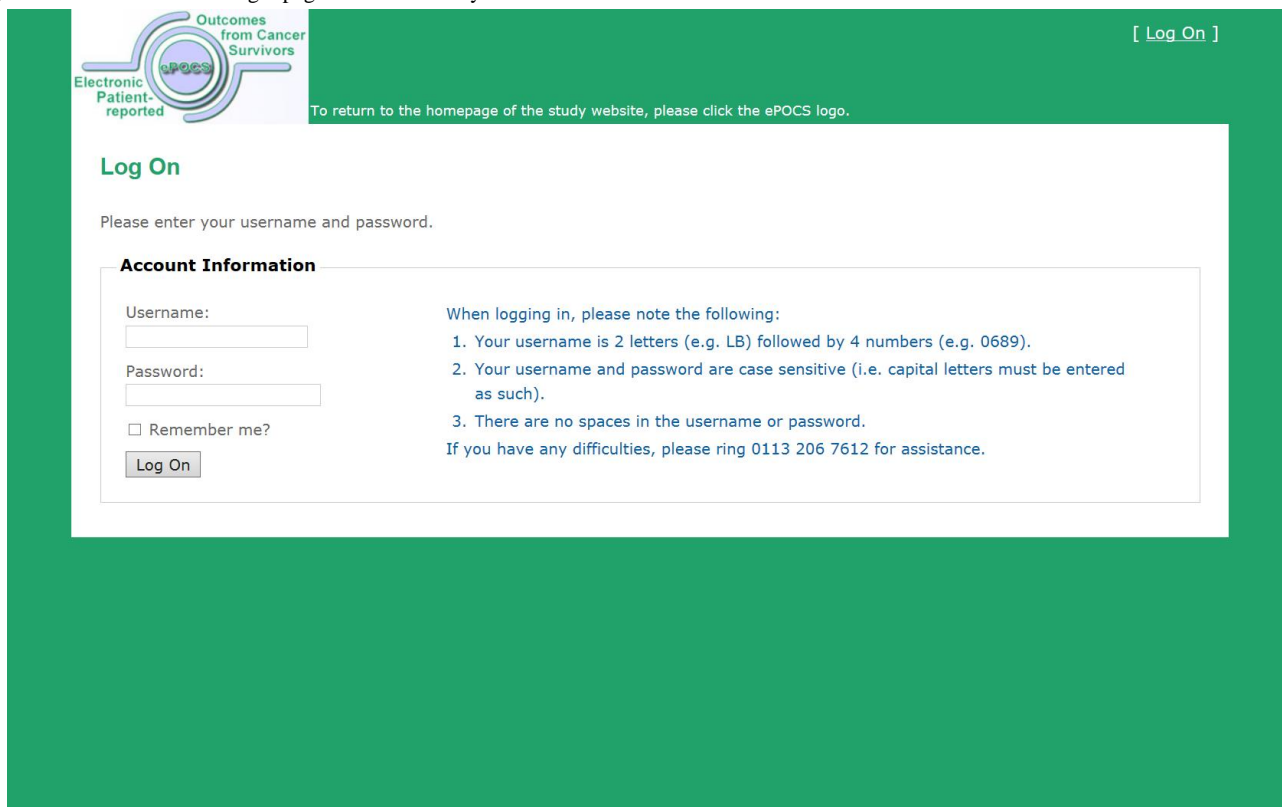 Outcomes
from Cancer
Survivors
ePOCS
Electronic
Patient-
reported
[ Log On ]
To return to the homepage of the study website, please click the ePOCS logo.
Log On
Please enter your username and password.
Account Information
Username:
Password:
Remember me?
Log On
When logging in, please note the following:
1. Your username is 2 letters (e.g. LB) followed by 4 numbers (e.g. 0689).
2. Your username and password are case sensitive (i.e. capital letters must be entered
as such).
3. There are no spaces in the username or password.
If you have any difficulties, please ring 0113 206 7612 for assistance.